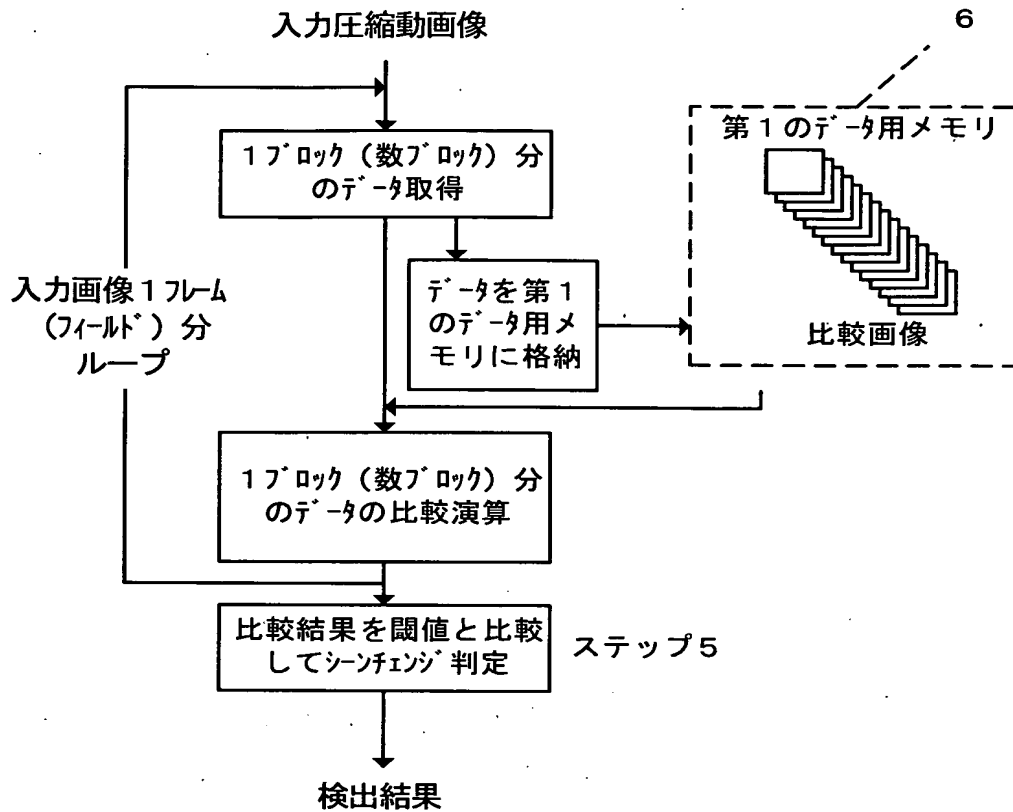 入力圧縮動画像
6
1ブロック（数ブロック）分
のデータ取得
第1のデータ用メモリ
比較画像
データを第1
のデータ用メ
モリに格納
入力画像1フレーム
（フィールド）分
ループ
1ブロック（数ブロック）分
のデータの比較演算
比較結果を閾値と比較
してシーンチェンジ判定
ステップ5
検出結果